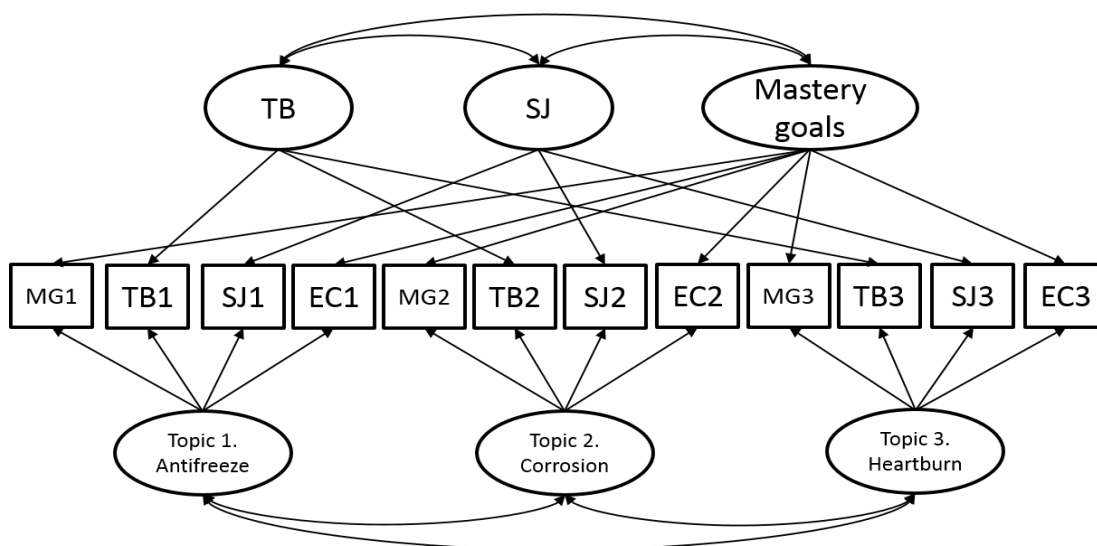 TB
SJ
Mastery
goals
MG1
TB1
SJ1
EC1
MG2
TB2
SJ2
EC2
MG3
TB3
SJ3
EC3
Topic 1.
Antifreeze
Topic 2.
Corrosion
Topic 3.
Heartburn